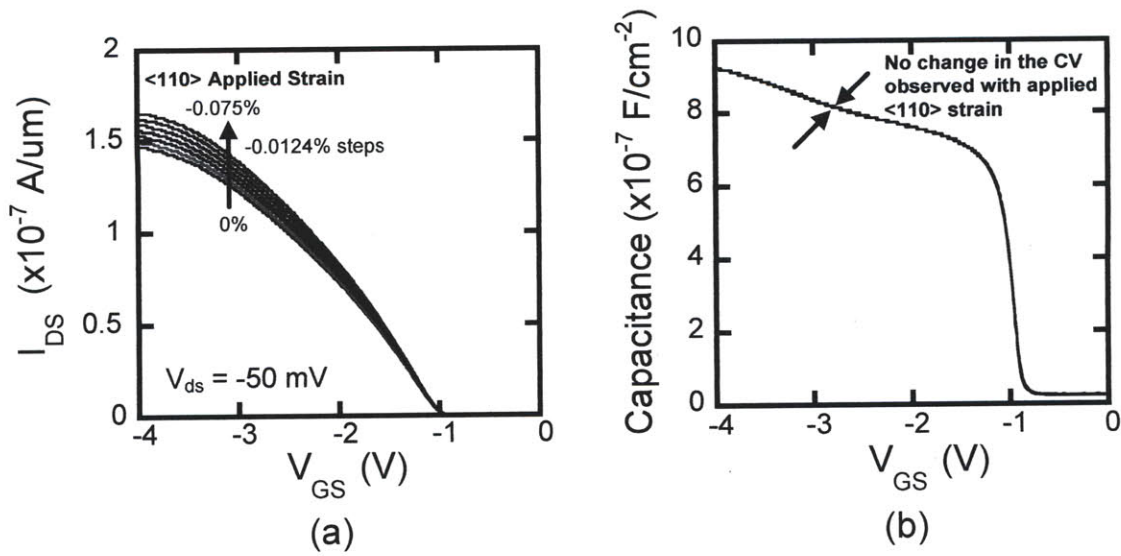 2
1.5
1
0.5
0
I_DS (x10^-7 A/um)
<110> Applied Strain
-0.075%
-0.0124% steps
0%
V_ds = -50 mV
-4 -3 -2 -1 0
V_GS (V)
(a)
10
8
6
4
2
0
Capacitance (x10^-7 F/cm^-2)
No change in the CV
observed with applied
<110> strain
-4 -3 -2 -1 0
V_GS (V)
(b)